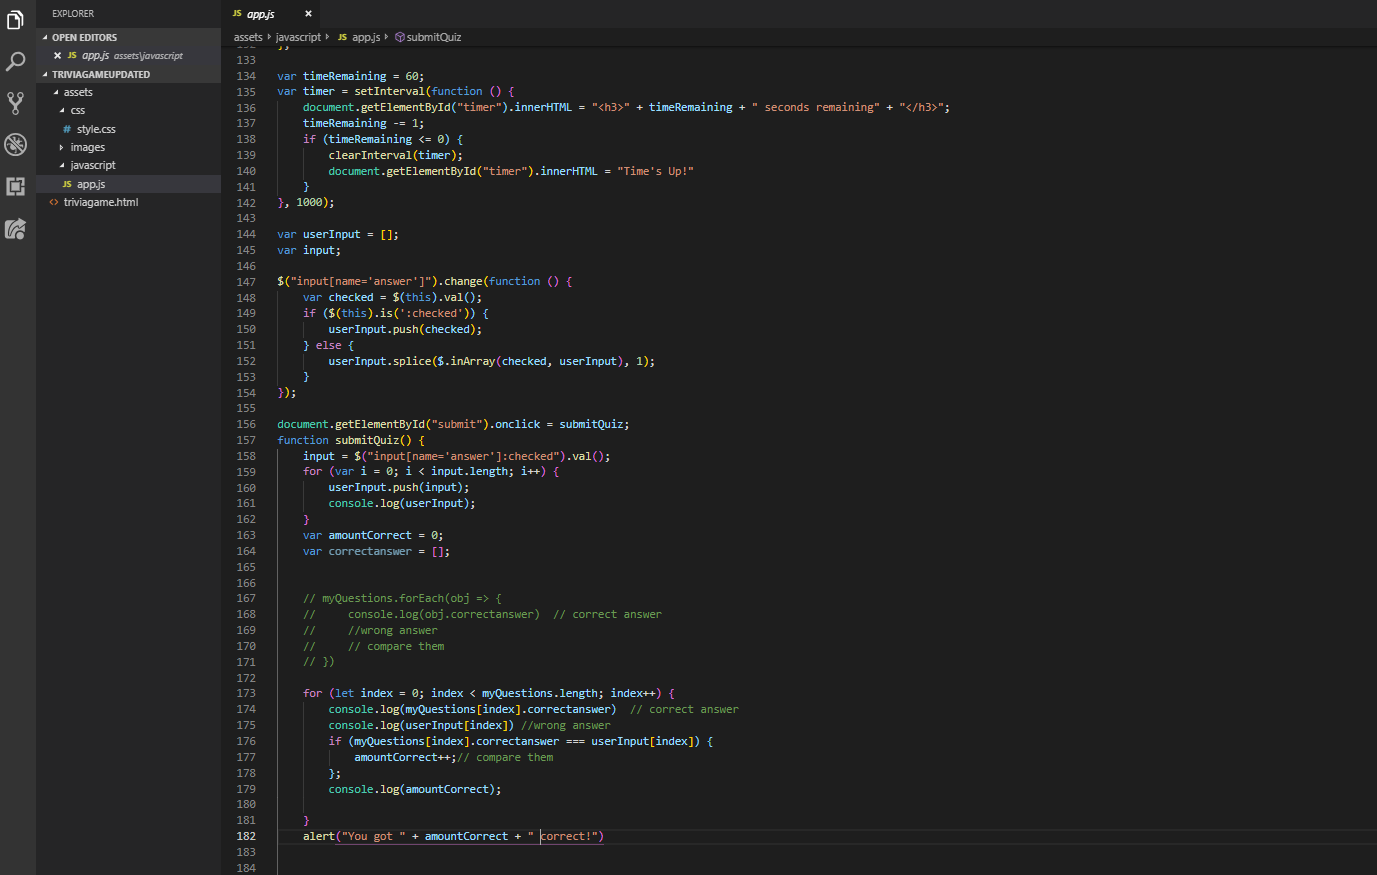 EXPLORER
OPEN EDITORS
× JS app.js assets\javascript
TRIVIAGAMEUPDATED
assets
css
# style.css
images
javascript
JS app.js
<> triviagame.html
JS app.js ×
assets › javascript › JS app.js › submitQuiz
132 };
133
134 var timeRemaining = 60;
135 var timer = setInterval(function () {
136 document.getElementById("timer").innerHTML = "<h3>" + timeRemaining + " seconds remaining" + "</h3>";
137 timeRemaining -= 1;
138 if (timeRemaining <= 0) {
139 clearInterval(timer);
140 document.getElementById("timer").innerHTML = "Time's Up!"
141 }
142 }, 1000);
143
144 var userInput = [];
145 var input;
146
147 $("input[name='answer']").change(function () {
148 var checked = $(this).val();
149 if ($(this).is(':checked')) {
150 userInput.push(checked);
151 } else {
152 userInput.splice($.inArray(checked, userInput), 1);
153 }
154 });
155
156 document.getElementById("submit").onclick = submitQuiz;
157 function submitQuiz() {
158 input = $("input[name='answer']:checked").val();
159 for (var i = 0; i < input.length; i++) {
160 userInput.push(input);
161 console.log(userInput);
162 }
163 var amountCorrect = 0;
164 var correctanswer = [];
165
166
167 // myQuestions.forEach(obj => {
168 // console.log(obj.correctanswer) // correct answer
169 // //wrong answer
170 // // compare them
171 // })
172
173 for (let index = 0; index < myQuestions.length; index++) {
174 console.log(myQuestions[index].correctanswer) // correct answer
175 console.log(userInput[index]) //wrong answer
176 if (myQuestions[index].correctanswer === userInput[index]) {
177 amountCorrect++;// compare them
178 };
179 console.log(amountCorrect);
180
181 }
182 alert("You got " + amountCorrect + " correct!")
183
184